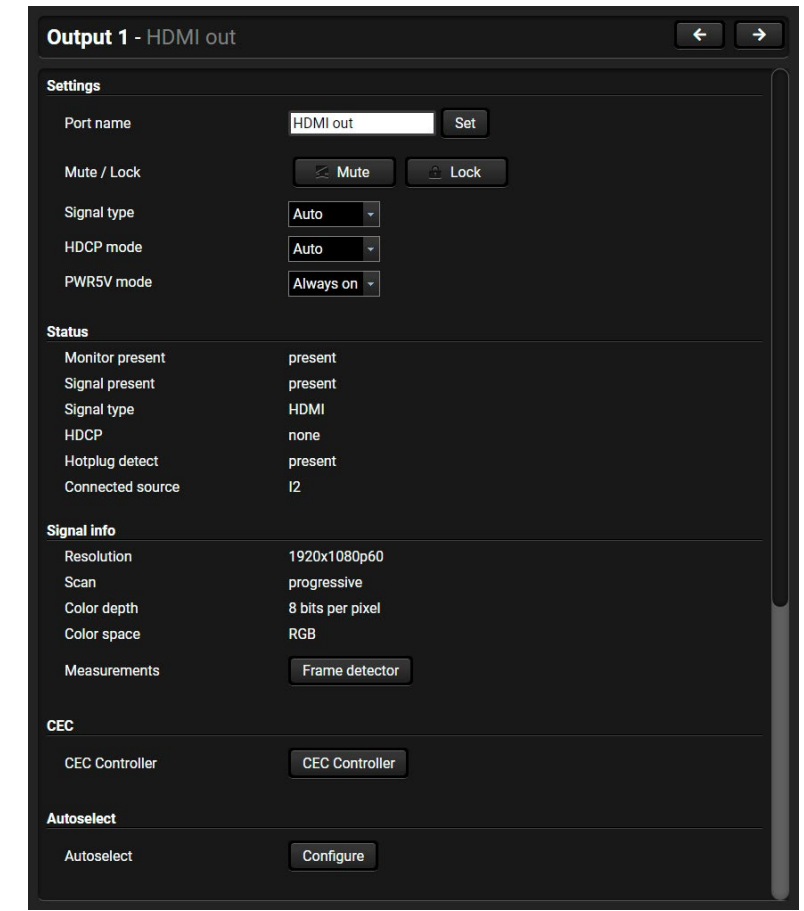 Output 1 - HDMI out
Settings
Port name HDMI out Set
Mute / Lock Mute Lock
Signal type Auto
HDCP mode Auto
PWR5V mode Always on
Status
Monitor present present
Signal present present
Signal type HDMI
HDCP none
Hotplug detect present
Connected source I2
Signal info
Resolution 1920x1080p60
Scan progressive
Color depth 8 bits per pixel
Color space RGB
Measurements Frame detector
CEC
CEC Controller CEC Controller
Autoselect
Autoselect Configure